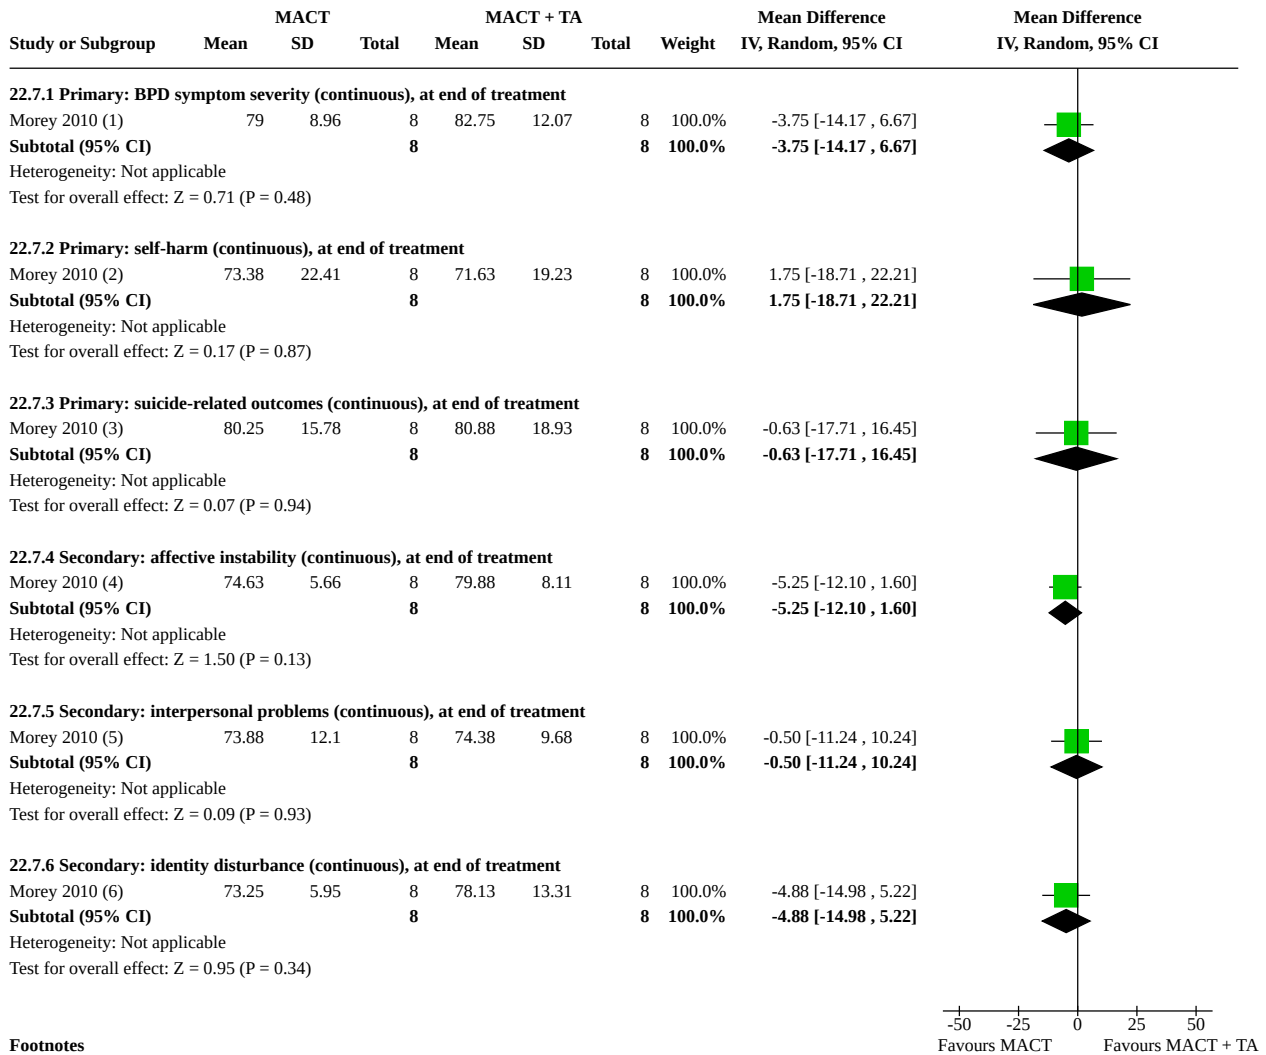 MACT MACT + TA Mean Difference Mean Difference
Study or Subgroup Mean SD Total Mean SD Total Weight IV, Random, 95% CI IV, Random, 95% CI
22.7.1 Primary: BPD symptom severity (continuous), at end of treatment
Morey 2010 (1) 79 8.96 8 82.75 12.07 8 100.0% -3.75 [-14.17 , 6.67]
Subtotal (95% CI) 8 8 100.0% -3.75 [-14.17 , 6.67]
Heterogeneity: Not applicable
Test for overall effect: Z = 0.71 (P = 0.48)
22.7.2 Primary: self-harm (continuous), at end of treatment
Morey 2010 (2) 73.38 22.41 8 71.63 19.23 8 100.0% 1.75 [-18.71 , 22.21]
Subtotal (95% CI) 8 8 100.0% 1.75 [-18.71 , 22.21]
Heterogeneity: Not applicable
Test for overall effect: Z = 0.17 (P = 0.87)
22.7.3 Primary: suicide-related outcomes (continuous), at end of treatment
Morey 2010 (3) 80.25 15.78 8 80.88 18.93 8 100.0% -0.63 [-17.71 , 16.45]
Subtotal (95% CI) 8 8 100.0% -0.63 [-17.71 , 16.45]
Heterogeneity: Not applicable
Test for overall effect: Z = 0.07 (P = 0.94)
22.7.4 Secondary: affective instability (continuous), at end of treatment
Morey 2010 (4) 74.63 5.66 8 79.88 8.11 8 100.0% -5.25 [-12.10 , 1.60]
Subtotal (95% CI) 8 8 100.0% -5.25 [-12.10 , 1.60]
Heterogeneity: Not applicable
Test for overall effect: Z = 1.50 (P = 0.13)
22.7.5 Secondary: interpersonal problems (continuous), at end of treatment
Morey 2010 (5) 73.88 12.1 8 74.38 9.68 8 100.0% -0.50 [-11.24 , 10.24]
Subtotal (95% CI) 8 8 100.0% -0.50 [-11.24 , 10.24]
Heterogeneity: Not applicable
Test for overall effect: Z = 0.09 (P = 0.93)
22.7.6 Secondary: identity disturbance (continuous), at end of treatment
Morey 2010 (6) 73.25 5.95 8 78.13 13.31 8 100.0% -4.88 [-14.98 , 5.22]
Subtotal (95% CI) 8 8 100.0% -4.88 [-14.98 , 5.22]
Heterogeneity: Not applicable
Test for overall effect: Z = 0.95 (P = 0.34)
-50 -25 0 25 50
Footnotes Favours MACT Favours MACT + TA